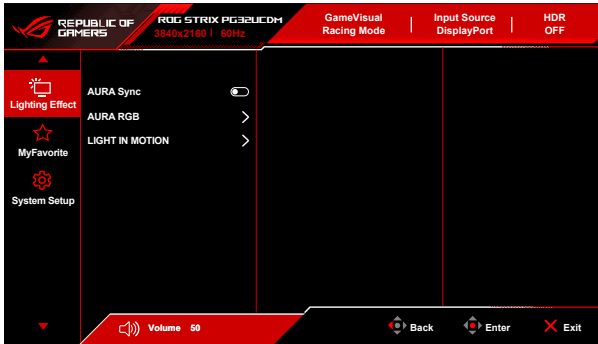 REPUBLIC OF
GAMERS
ROG STRIX PG32UCDM
3840x2160 | 60Hz
GameVisual
Racing Mode
Input Source
DisplayPort
HDR
OFF
Lighting Effect
MyFavorite
System Setup
AURA Sync
AURA RGB
LIGHT IN MOTION
Volume 50
Back
Enter
Exit